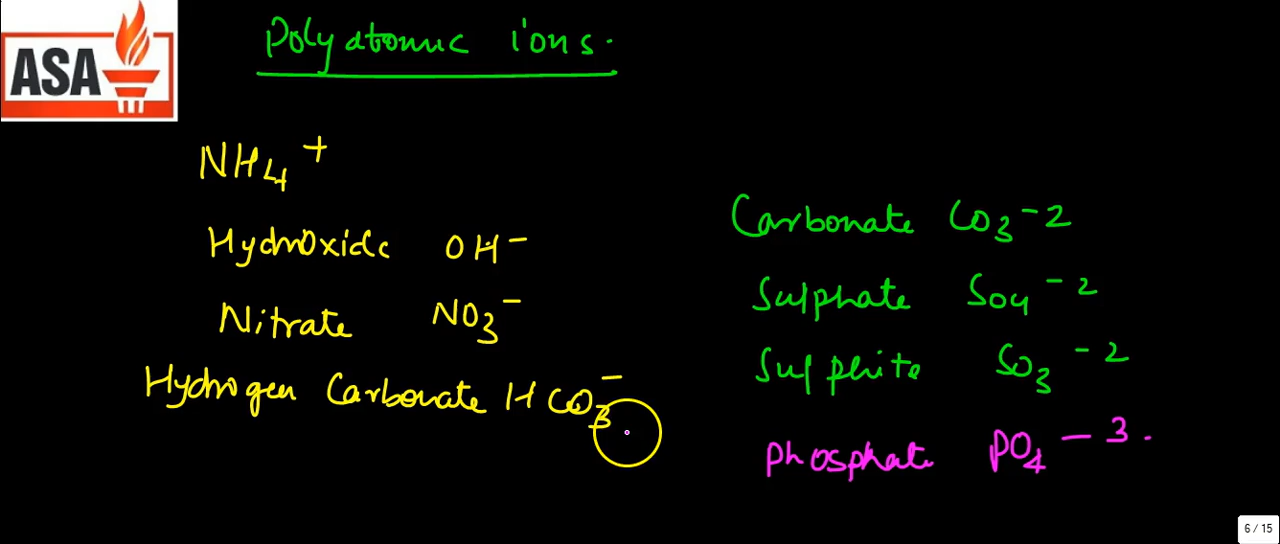 ASA
Polyatomic ions.
NH4+
Hydroxide OH-
Nitrate NO3-
Hydrogen Carbonate HCO3-
Carbonate CO3-2
Sulphate SO4-2
Sulphite SO3-2
Phosphate PO4-3.
6 / 15